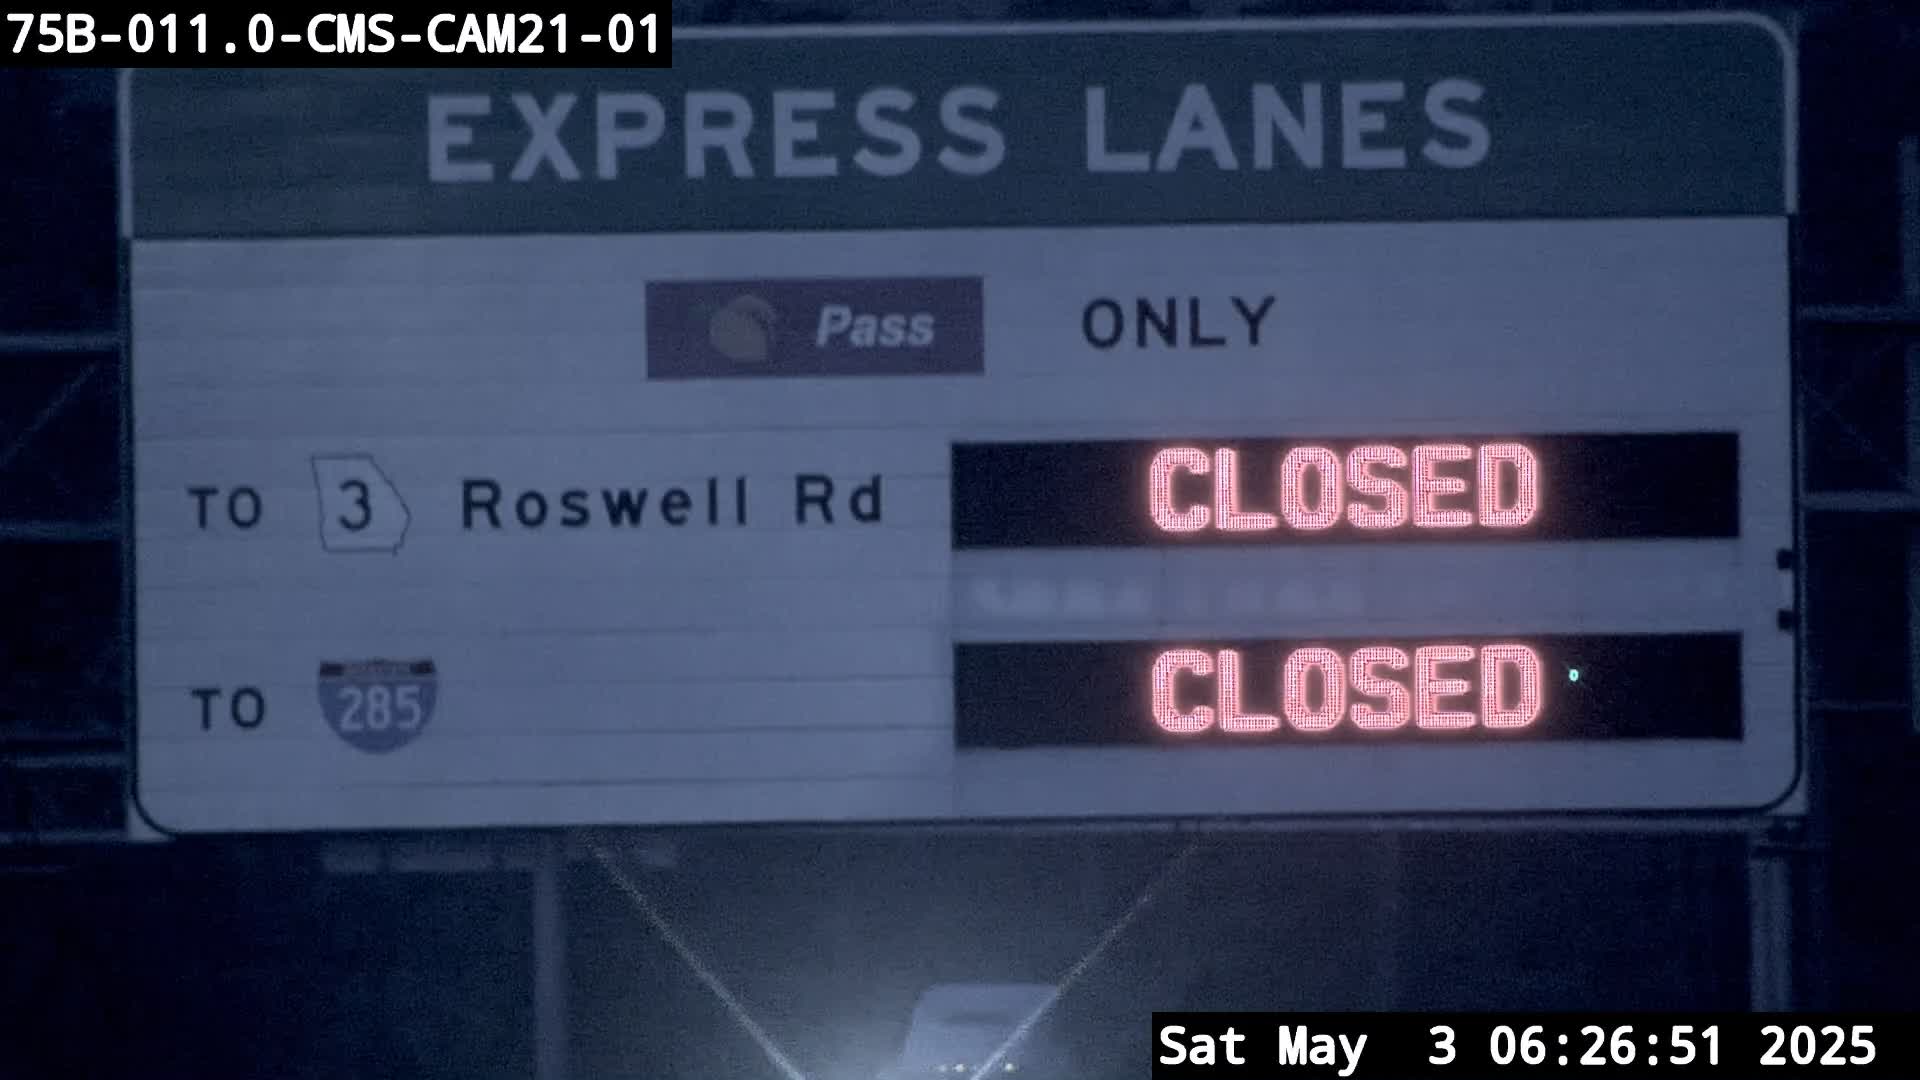 75B-011.0-CMS-CAM21-01
EXPRESS LANES
Pass ONLY
TO 3 Roswell Rd CLOSED
TO 285 CLOSED
Sat May 3 06:26:51 2025